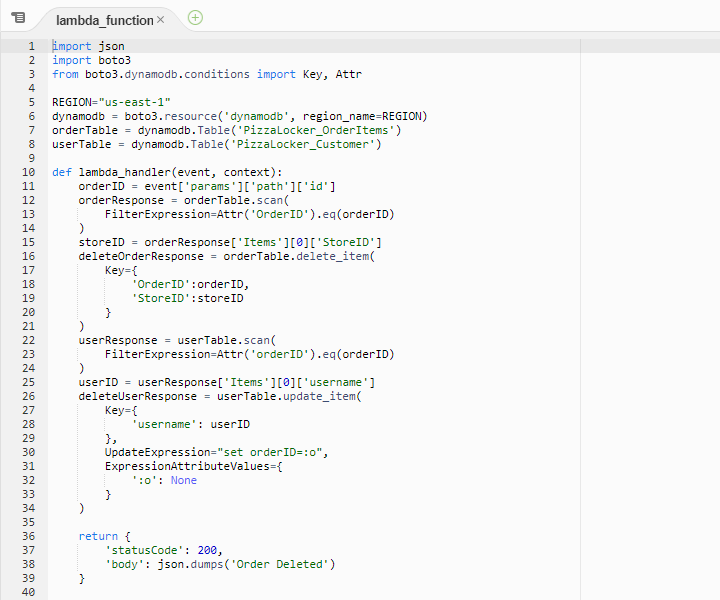 lambda_function ×
1 import json
2 import boto3
3 from boto3.dynamodb.conditions import Key, Attr
4
5 REGION="us-east-1"
6 dynamodb = boto3.resource('dynamodb', region_name=REGION)
7 orderTable = dynamodb.Table('PizzaLocker_OrderItems')
8 userTable = dynamodb.Table('PizzaLocker_Customer')
9
10 def lambda_handler(event, context):
11     orderID = event['params']['path']['id']
12     orderResponse = orderTable.scan(
13         FilterExpression=Attr('OrderID').eq(orderID)
14     )
15     storeID = orderResponse['Items'][0]['StoreID']
16     deleteOrderResponse = orderTable.delete_item(
17         Key={
18             'OrderID':orderID,
19             'StoreID':storeID
20         }
21     )
22     userResponse = userTable.scan(
23         FilterExpression=Attr('orderID').eq(orderID)
24     )
25     userID = userResponse['Items'][0]['username']
26     deleteUserResponse = userTable.update_item(
27         Key={
28             'username': userID
29         },
30         UpdateExpression="set orderID=:o",
31         ExpressionAttributeValues={
32             ':o': None
33         }
34     )
35
36     return {
37         'statusCode': 200,
38         'body': json.dumps('Order Deleted')
39     }
40